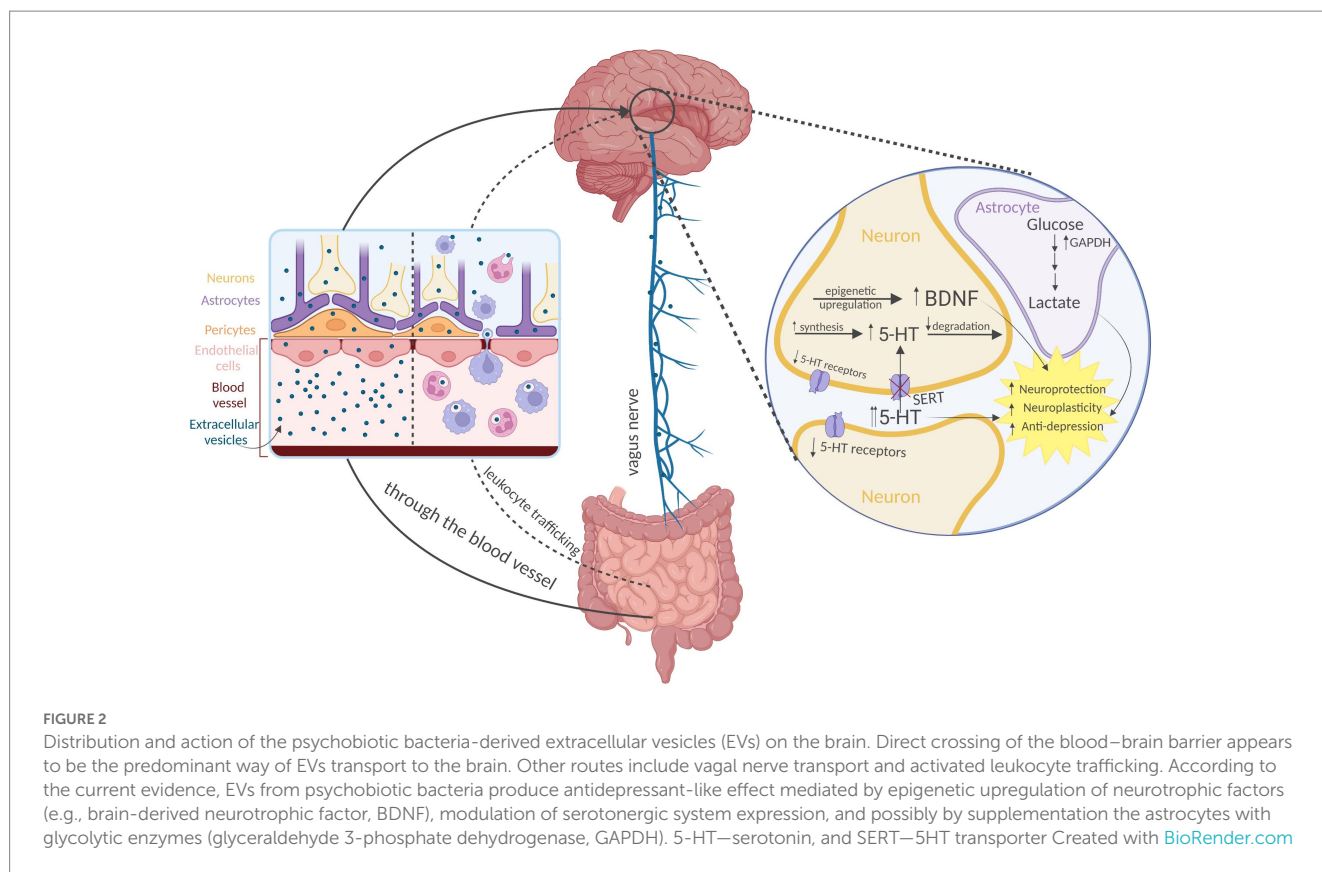 Neurons
Astrocytes
Pericytes
Endothelial
cells
Blood
vessel
Extracellular
vesicles
through the blood vessel
leukocyte trafficking
vagus nerve
Neuron
Astrocyte
Glucose
↑GAPDH
Lactate
epigenetic
upregulation
↑ BDNF
↑ synthesis
↑ 5-HT
↓ degradation
↓ 5-HT receptors
SERT
⇈5-HT
↓ 5-HT receptors
Neuron
↑ Neuroprotection
↑ Neuroplasticity
↑ Anti-depression
FIGURE 2
Distribution and action of the psychobiotic bacteria-derived extracellular vesicles (EVs) on the brain. Direct crossing of the blood–brain barrier appears
to be the predominant way of EVs transport to the brain. Other routes include vagal nerve transport and activated leukocyte trafficking. According to
the current evidence, EVs from psychobiotic bacteria produce antidepressant-like effect mediated by epigenetic upregulation of neurotrophic factors
(e.g., brain-derived neurotrophic factor, BDNF), modulation of serotonergic system expression, and possibly by supplementation the astrocytes with
glycolytic enzymes (glyceraldehyde 3-phosphate dehydrogenase, GAPDH). 5-HT—serotonin, and SERT—5HT transporter Created with BioRender.com